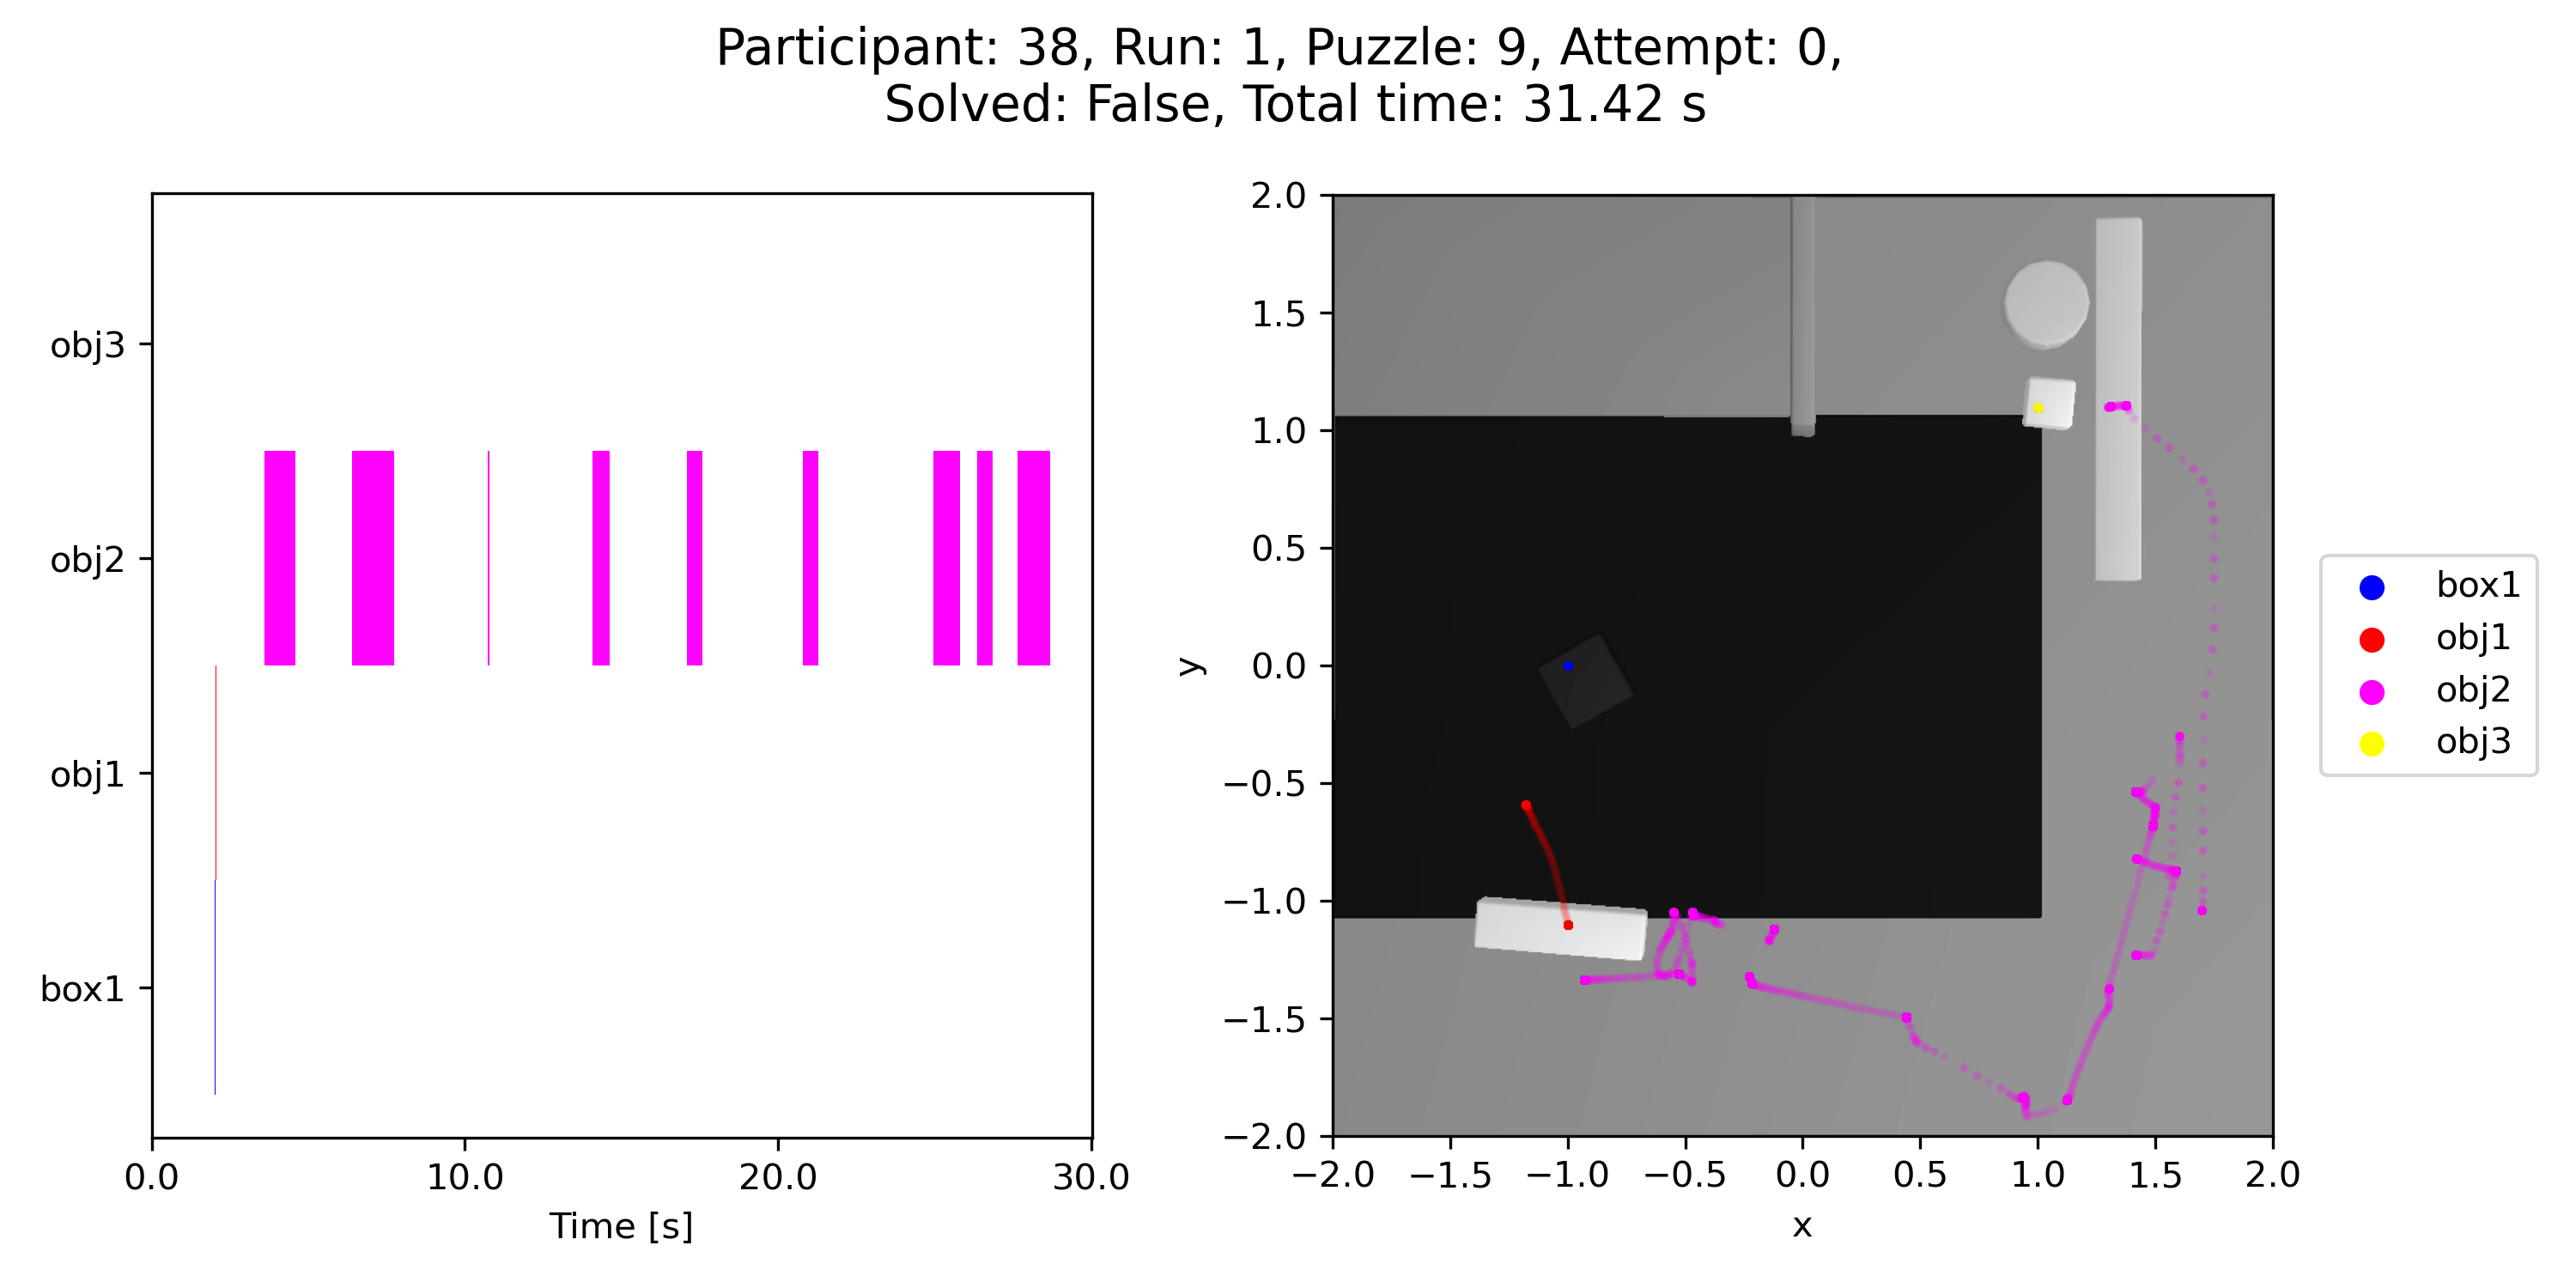 Participant: 38, Run: 1, Puzzle: 9, Attempt: 0,
Solved: False, Total time: 31.42 s
obj3
obj2
obj1
box1
0.0 10.0 20.0 30.0
Time [s]
2.0
1.5
1.0
0.5
0.0
−0.5
−1.0
−1.5
−2.0
y
−2.0 −1.5 −1.0 −0.5 0.0 0.5 1.0 1.5 2.0
x
box1
obj1
obj2
obj3